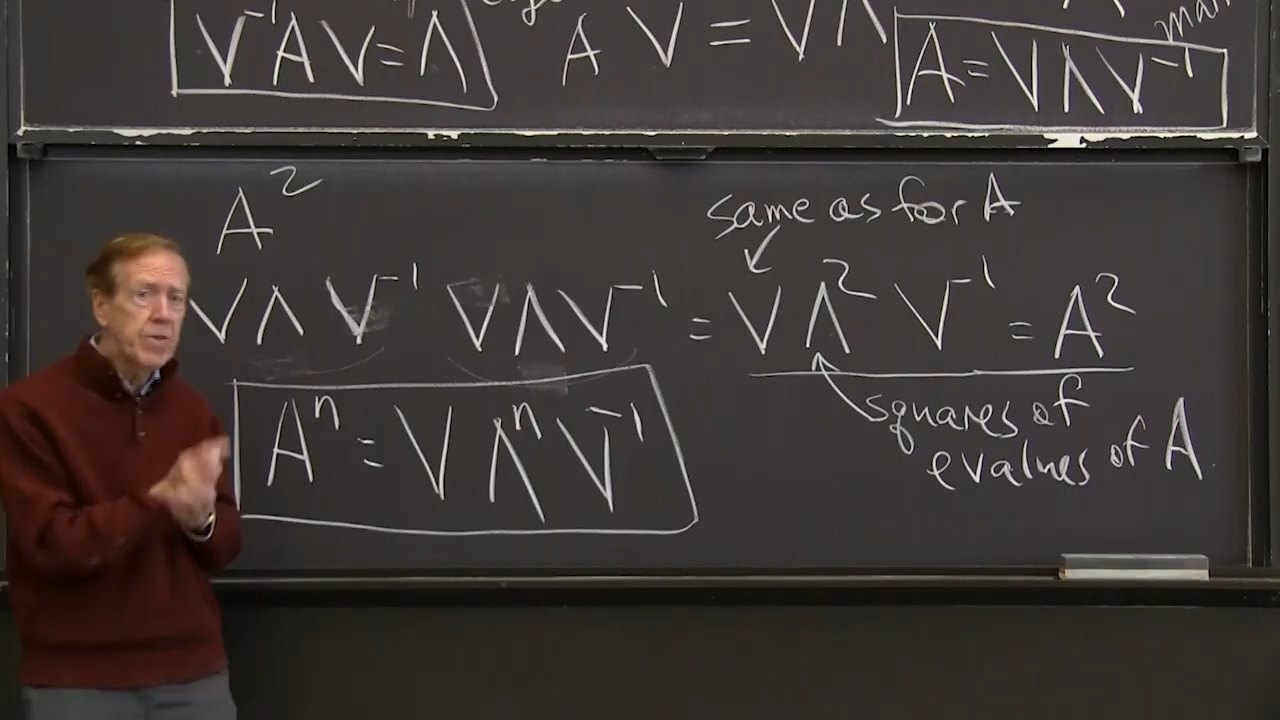 V⁻¹AV=Λ AV=VΛ A=VΛV⁻¹
A²
same as for A
VΛV⁻¹ VΛV⁻¹ = VΛ²V⁻¹ = A²
Aⁿ=VΛⁿV⁻¹
squares of
evalues of A